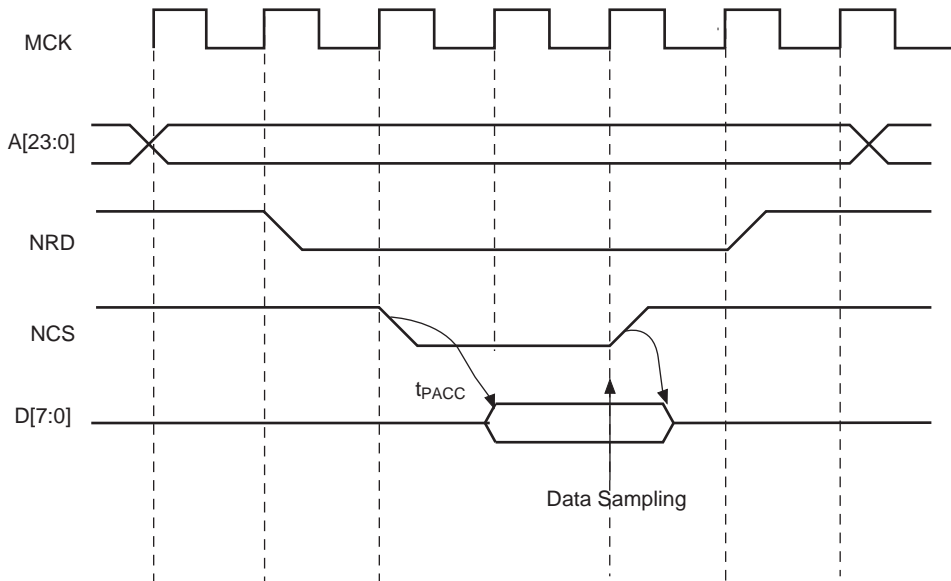 MCK
A[23:0]
NRD
NCS
tPACC
D[7:0]
Data Sampling